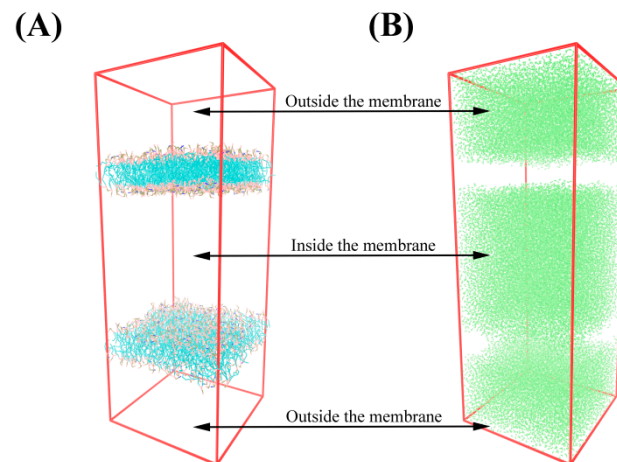 (A)
(B)
Outside the membrane
Inside the membrane
Outside the membrane